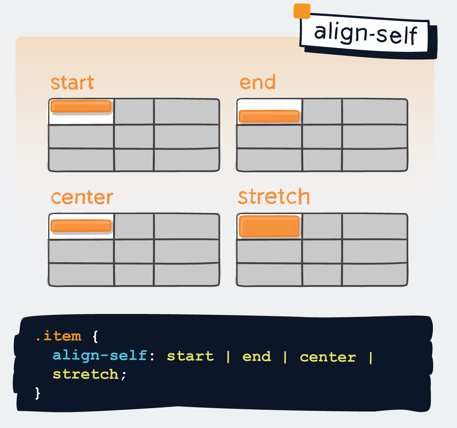 align-self
start
end
center
stretch
.item {
align-self: start | end | center |
stretch;
}